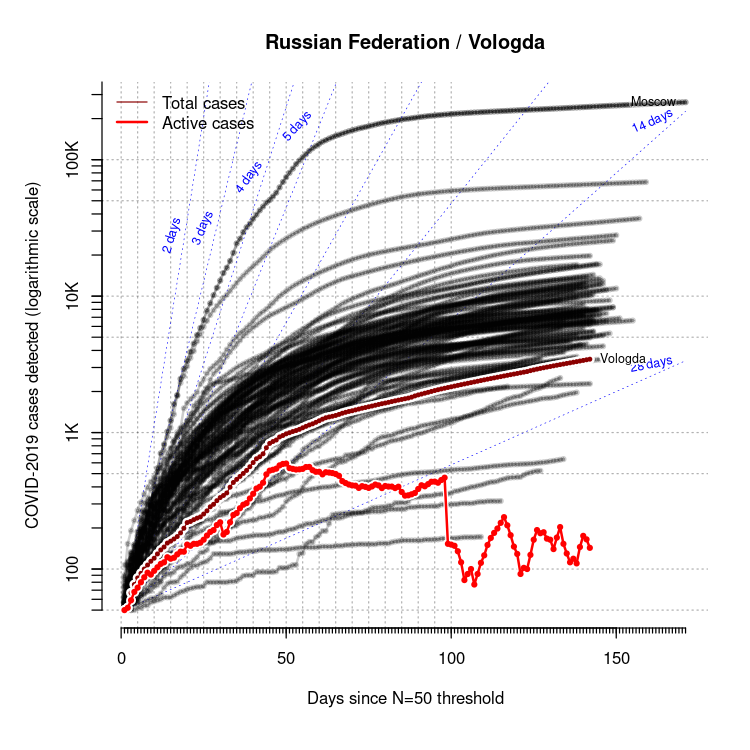 Russian Federation / Vologda
Total cases
Active cases
Moscow
14 days
5 days
4 days
3 days
2 days
Vologda
28 days
100K
10K
1K
100
COVID-2019 cases detected (logarithmic scale)
0 50 100 150
Days since N=50 threshold